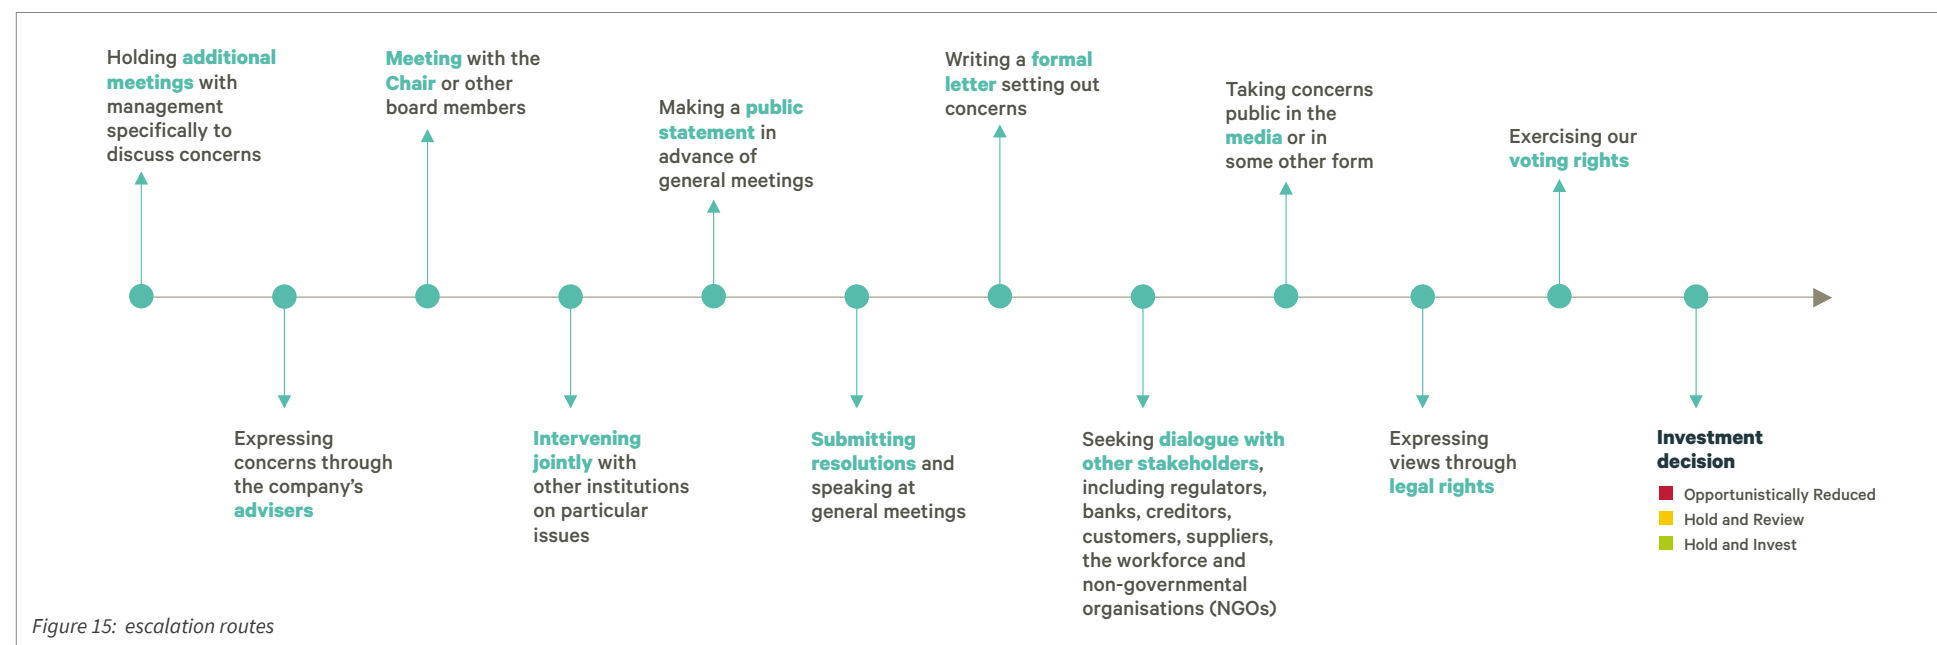 Holding additional
meetings with
management
specifically to
discuss concerns
Expressing
concerns through
the company's
advisers
Meeting with the
Chair or other
board members
Intervening
jointly with
other institutions
on particular
issues
Making a public
statement in
advance of
general meetings
Submitting
resolutions and
speaking at
general meetings
Writing a formal
letter setting out
concerns
Seeking dialogue with
other stakeholders,
including regulators,
banks, creditors,
customers, suppliers,
the workforce and
non-governmental
organisations (NGOs)
Taking concerns
public in the
media or in
some other form
Expressing
views through
legal rights
Exercising our
voting rights
Investment
decision
Opportunistically Reduced
Hold and Review
Hold and Invest
Figure 15: escalation routes